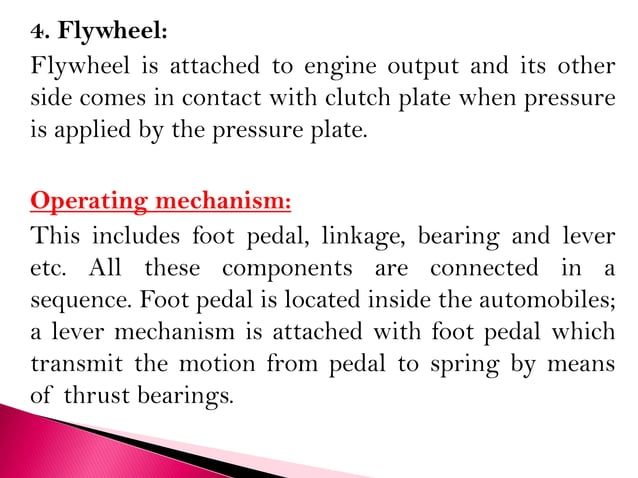 4. Flywheel:
Flywheel is attached to engine output and its other
side comes in contact with clutch plate when pressure
is applied by the pressure plate.
Operating mechanism:
This includes foot pedal, linkage, bearing and lever
etc. All these components are connected in a
sequence. Foot pedal is located inside the automobiles;
a lever mechanism is attached with foot pedal which
transmit the motion from pedal to spring by means
of thrust bearings.